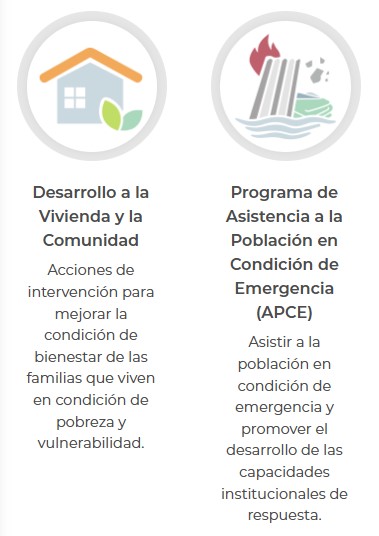 Desarrollo a la
Vivienda y la
Comunidad
Acciones de
intervención para
mejorar la
condición de
bienestar de las
familias que viven
en condición de
pobreza y
vulnerabilidad.
Programa de
Asistencia a la
Población en
Condición de
Emergencia
(APCE)
Asistir a la
población en
condición de
emergencia y
promover el
desarrollo de las
capacidades
institucionales de
respuesta.